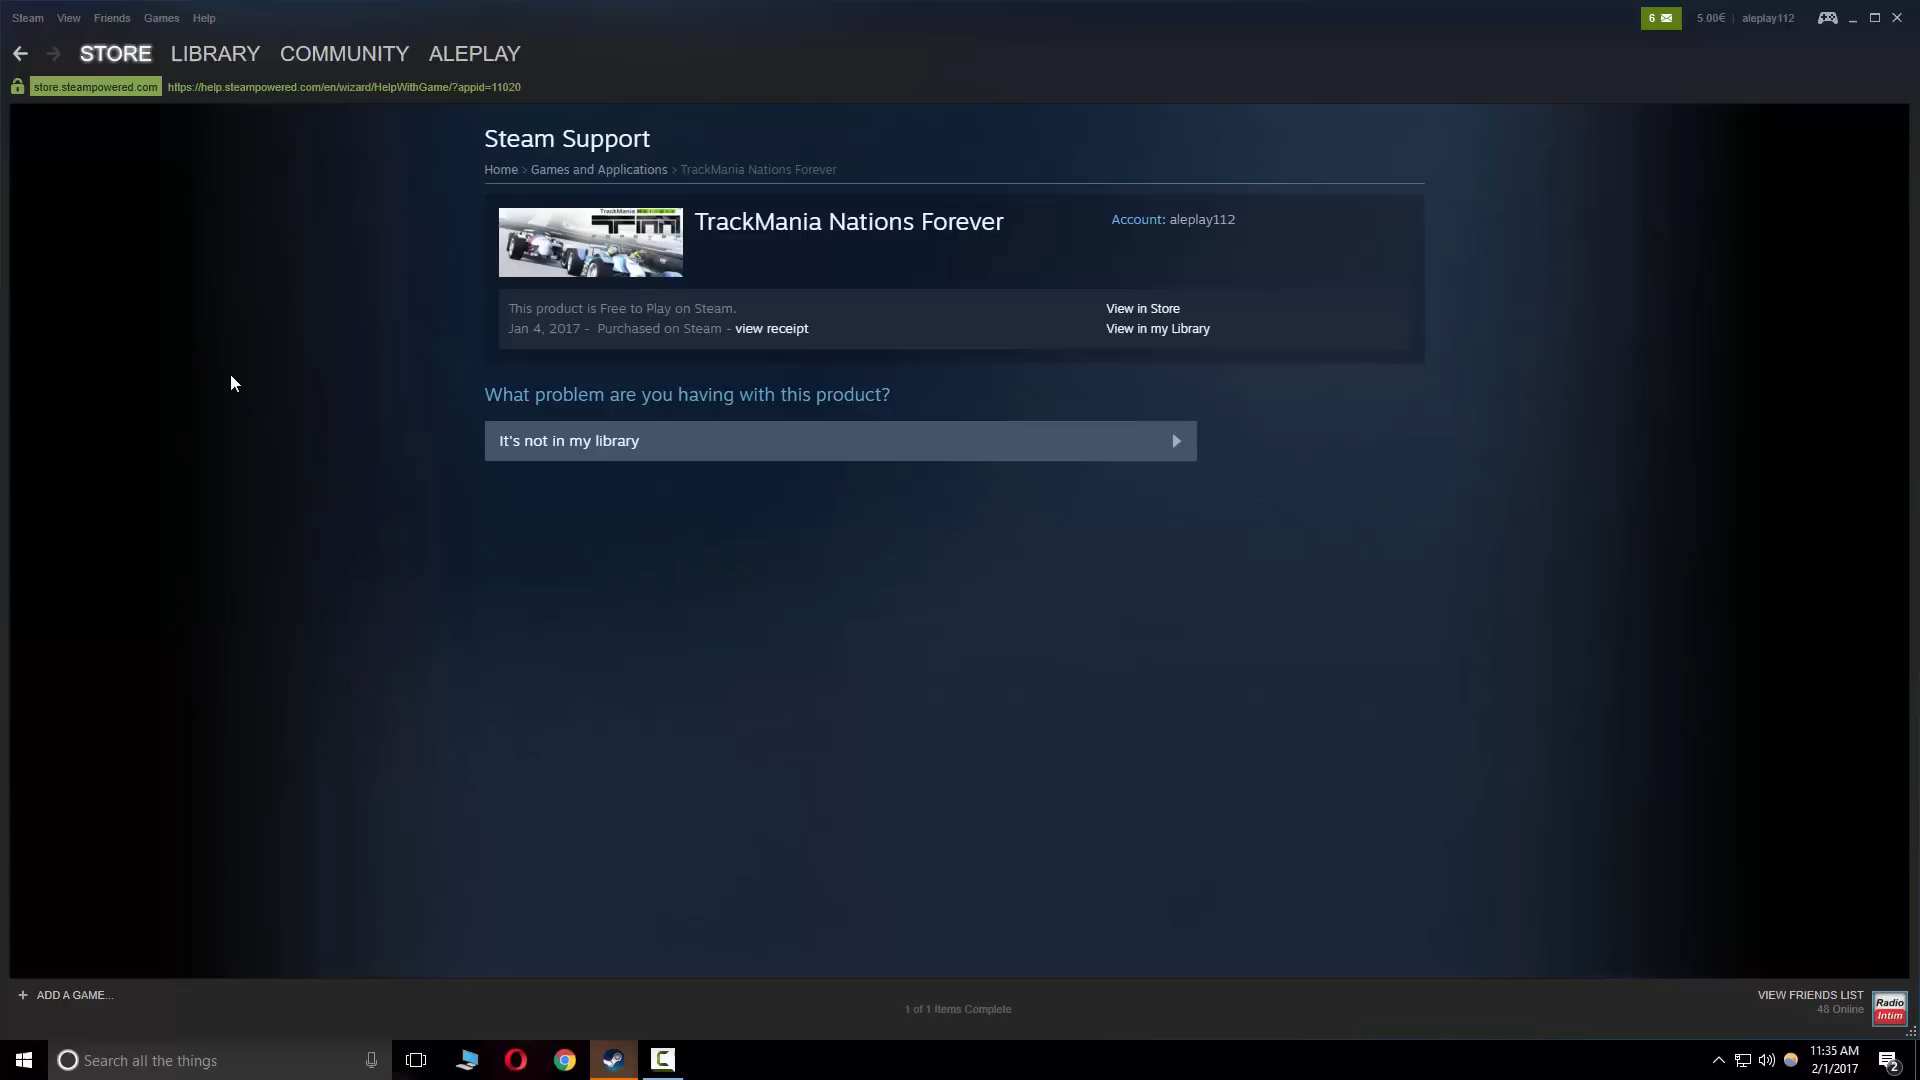 Steam View Friends Games Help
6 5.00€ | aleplay112
STORE LIBRARY COMMUNITY ALEPLAY
store.steampowered.com https://help.steampowered.com/en/wizard/HelpWithGame/?appid=11020
Steam Support
Home > Games and Applications > TrackMania Nations Forever
TrackMania
TrackMania Nations Forever
Account: aleplay112
This product is Free to Play on Steam.
View in Store
Jan 4, 2017 - Purchased on Steam - view receipt
View in my Library
What problem are you having with this product?
It's not in my library
+ ADD A GAME...
1 of 1 Items Complete
VIEW FRIENDS LIST
48 Online
Radio
Intim
Search all the things
11:35 AM
2/1/2017
2